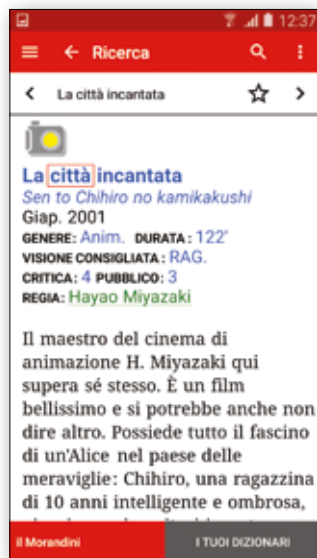 12:37
Ricerca
La città incantata
La città incantata
Sen to Chihiro no kamikakushi
Giap. 2001
GENERE: Anim. DURATA: 122'
VISIONE CONSIGLIATA: RAG.
CRITICA: 4 PUBBLICO: 3
REGIA: Hayao Miyazaki
Il maestro del cinema di
animazione H. Miyazaki qui
supera sé stesso. È un film
bellissimo e si potrebbe anche non
dire altro. Possiede tutto il fascino
di un'Alice nel paese delle
meraviglie: Chihiro, una ragazzina
di 10 anni intelligente e ombrosa,
il Morandini I TUOI DIZIONARI